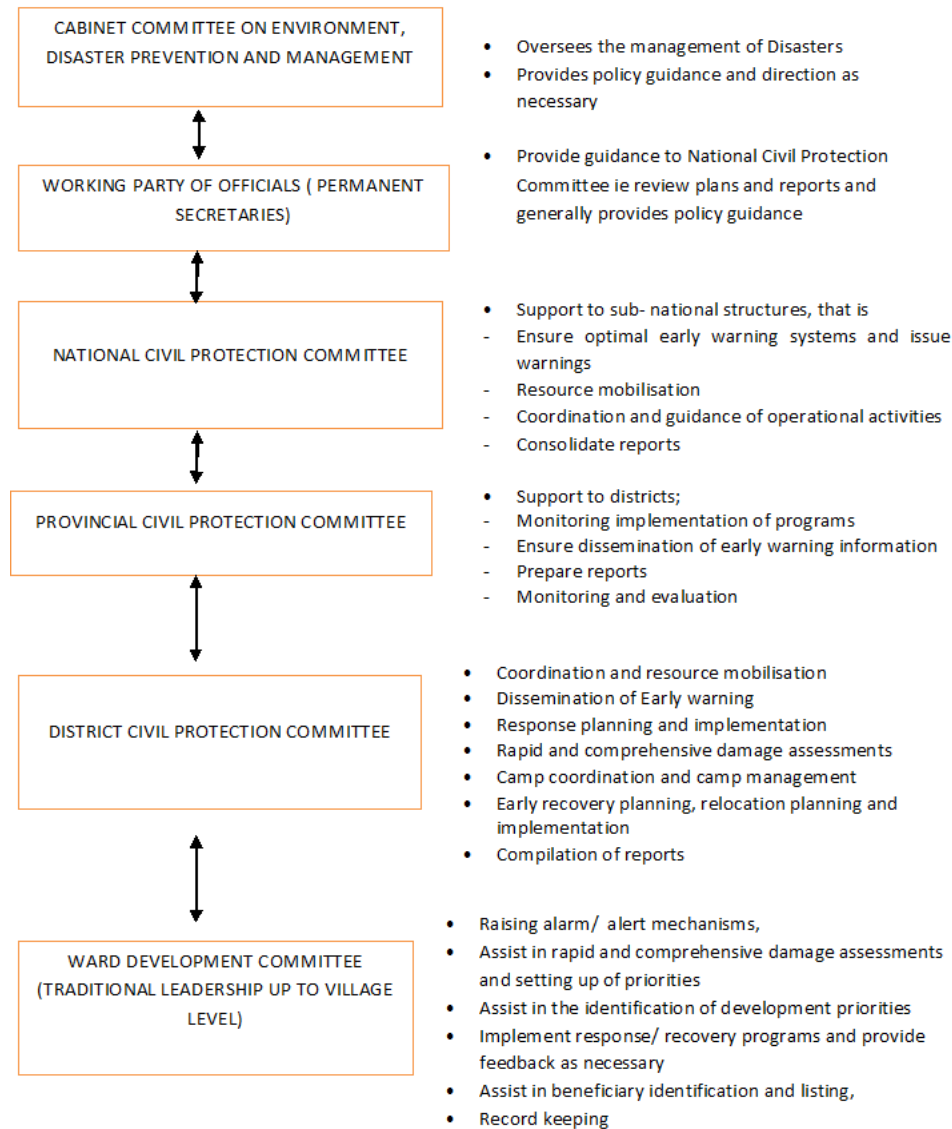 CABINET COMMITTEE ON ENVIRONMENT,
DISASTER PREVENTION AND MANAGEMENT
• Oversees the management of Disasters
• Provides policy guidance and direction as
necessary
WORKING PARTY OF OFFICIALS ( PERMANENT
SECRETARIES)
• Provide guidance to National Civil Protection
Committee ie review plans and reports and
generally provides policy guidance
NATIONAL CIVIL PROTECTION COMMITTEE
• Support to sub- national structures, that is
- Ensure optimal early warning systems and issue
warnings
- Resource mobilisation
- Coordination and guidance of operational activities
- Consolidate reports
PROVINCIAL CIVIL PROTECTION COMMITTEE
• Support to districts;
- Monitoring implementation of programs
- Ensure dissemination of early warning information
- Prepare reports
- Monitoring and evaluation
DISTRICT CIVIL PROTECTION COMMITTEE
• Coordination and resource mobilisation
• Dissemination of Early warning
• Response planning and implementation
• Rapid and comprehensive damage assessments
• Camp coordination and camp management
• Early recovery planning, relocation planning and
implementation
• Compilation of reports
WARD DEVELOPMENT COMMITTEE
(TRADITIONAL LEADERSHIP UP TO VILLAGE
LEVEL)
• Raising alarm/ alert mechanisms,
• Assist in rapid and comprehensive damage assessments
and setting up of priorities
• Assist in the identification of development priorities
• Implement response/ recovery programs and provide
feedback as necessary
• Assist in beneficiary identification and listing,
• Record keeping